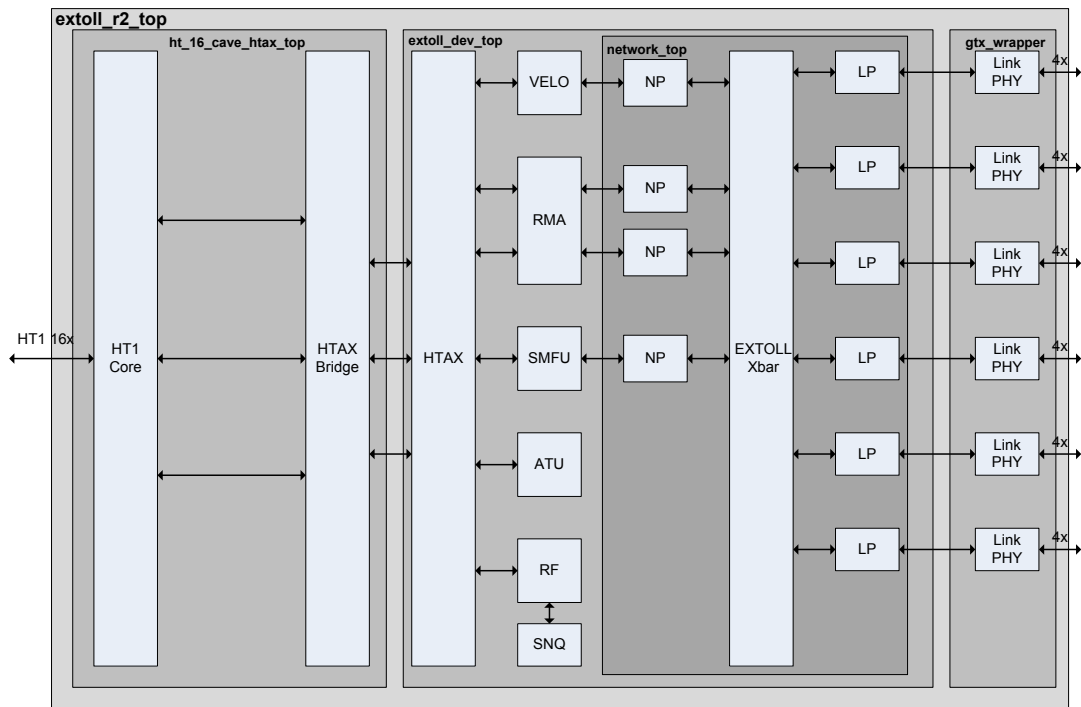 extoll_r2_top
ht_16_cave_htax_top
extoll_dev_top
network_top
gtx_wrapper
HT1 16x
HT1
Core
HTAX
Bridge
HTAX
VELO
RMA
SMFU
ATU
RF
SNQ
NP
NP
NP
NP
EXTOLL
Xbar
LP
LP
LP
LP
LP
LP
Link
PHY
4x
Link
PHY
4x
Link
PHY
4x
Link
PHY
4x
Link
PHY
4x
Link
PHY
4x